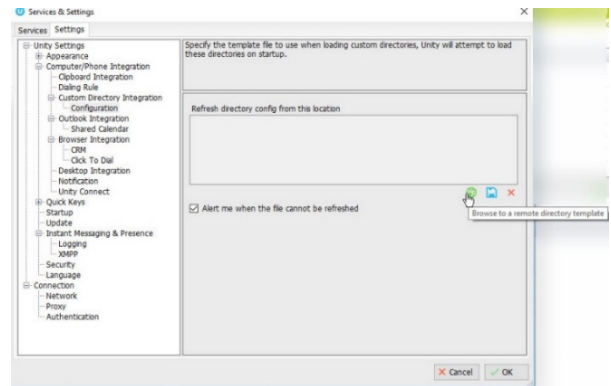 Services & Settings
Services Settings
Unity Settings
Appearance
Computer/Phone Integration
Clipboard Integration
Dialing Rule
Custom Directory Integration
Configuration
Outlook Integration
Shared Calendar
Browser Integration
CRM
Click To Dial
Desktop Integration
Notification
Unity Connect
Quick Keys
Startup
Update
Instant Messaging & Presence
Logging
XMPP
Security
Language
Connection
Network
Proxy
Authentication
Specify the template file to use when loading custom directories, Unity will attempt to load
these directories on startup.
Refresh directory config from this location
Browse to a remote directory template
Alert me when the file cannot be refreshed
Cancel OK